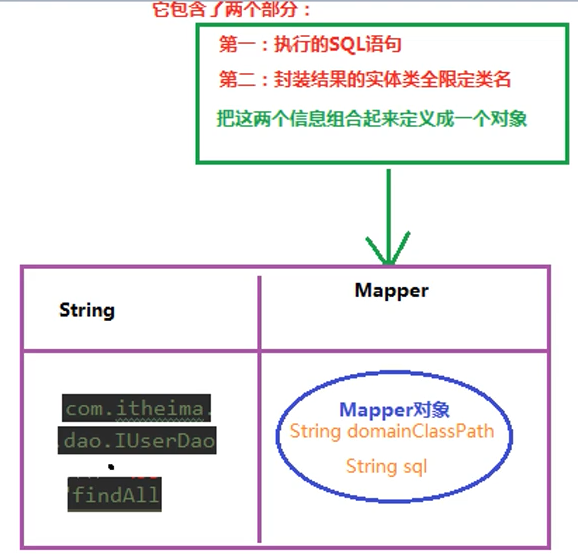 它包含了两个部分：
第一：执行的SQL语句
第二：封装结果的实体类全限定类名
把这两个信息组合起来定义成一个对象
String
Mapper
com.itheima.
.dao.IUserDao
.
findAll
Mapper对象
String domainClassPath
String sql